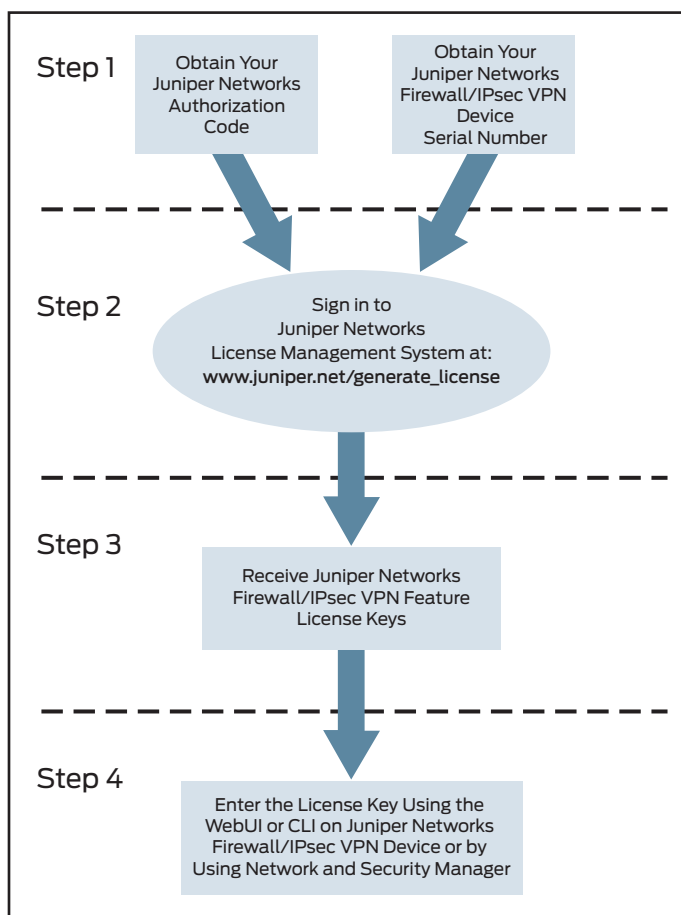 Step 1
Obtain Your
Juniper Networks
Authorization
Code
Obtain Your
Juniper Networks
Firewall/IPsec VPN
Device
Serial Number
Step 2
Sign in to
Juniper Networks
License Management System at:
www.juniper.net/generate_license
Step 3
Receive Juniper Networks
Firewall/IPsec VPN Feature
License Keys
Step 4
Enter the License Key Using the
WebUI or CLI on Juniper Networks
Firewall/IPsec VPN Device or by
Using Network and Security Manager